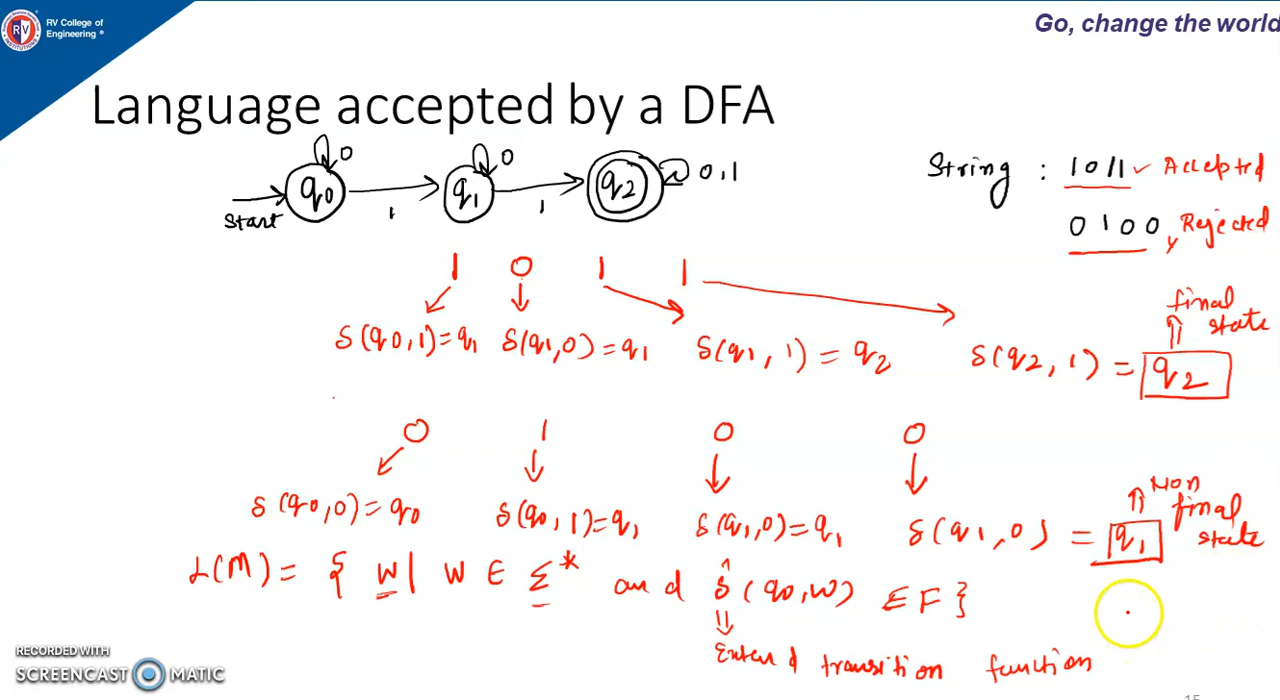 RV College of
Engineering ®
Go, change the world
Language accepted by a DFA
0 0 0,1
q0 q1 q2
Start 1 1
String : 1011 ✓ Accepted
0100 x Rejected
1 0 1 1
δ(q0,1)=q1 δ(q1,0)=q1 δ(q1,1)=q2 δ(q2,1)=q2
⇑
final
state
0 1 0 0
δ(q0,0)=q0 δ(q0,1)=q1 δ(q1,0)=q1 δ(q1,0)=q1
⇑
Non
final
state
L(M)= { W | W ∈ Σ* and δ̂(q0,W) ∈ F }
⇓
Extend transition function
RECORDED WITH
SCREENCAST MATIC
15